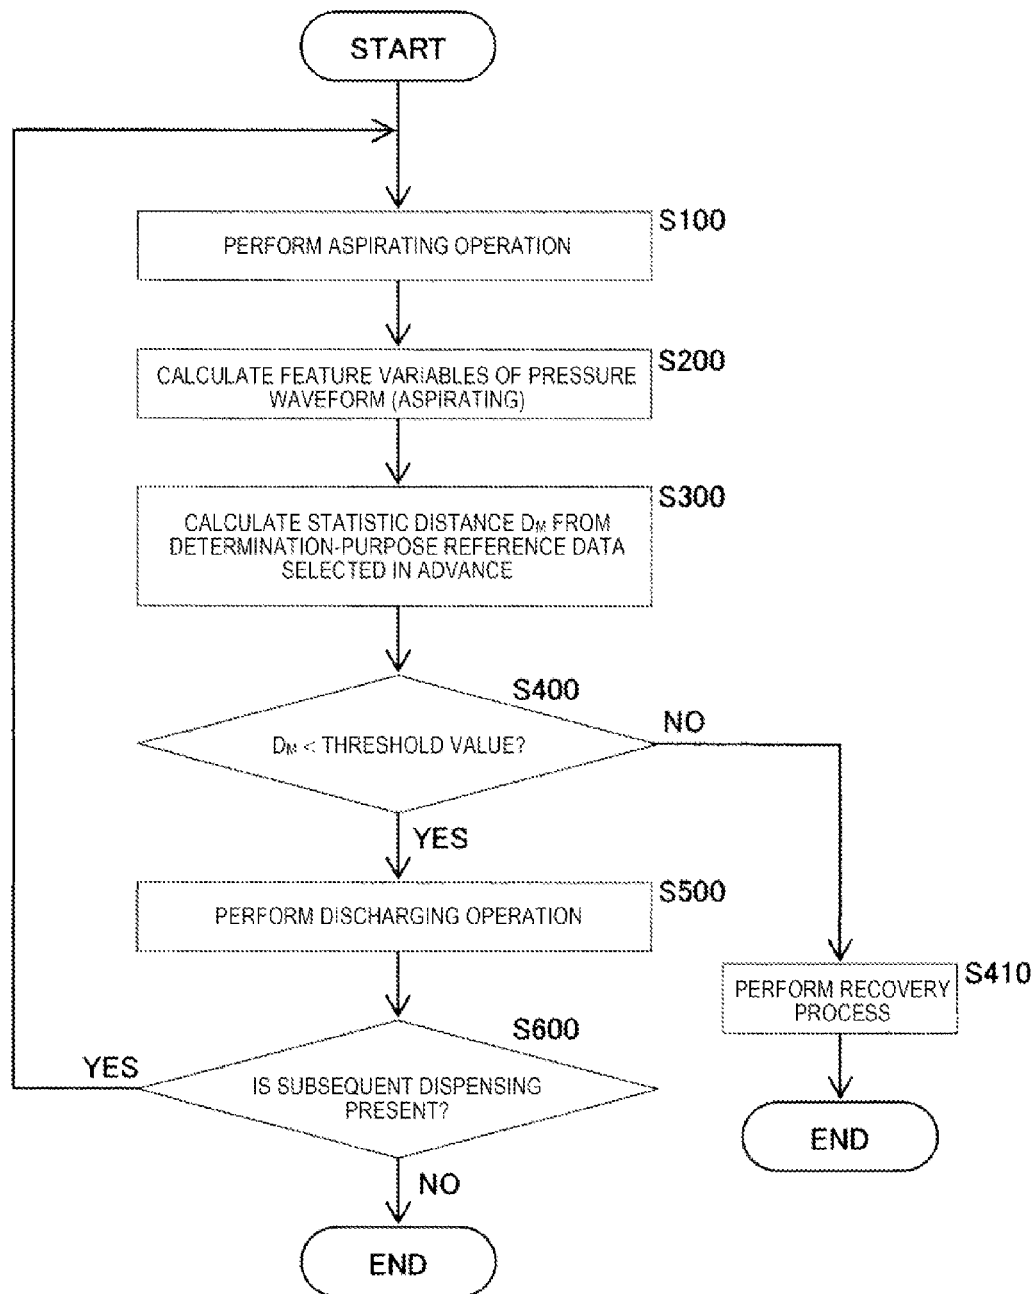 START
S100
PERFORM ASPIRATING OPERATION
S200
CALCULATE FEATURE VARIABLES OF PRESSURE
WAVEFORM (ASPIRATING)
S300
CALCULATE STATISTIC DISTANCE DM FROM
DETERMINATION-PURPOSE REFERENCE DATA
SELECTED IN ADVANCE
S400
DM < THRESHOLD VALUE?
NO
YES
S500
PERFORM DISCHARGING OPERATION
S410
PERFORM RECOVERY
PROCESS
END
S600
YES
IS SUBSEQUENT DISPENSING
PRESENT?
NO
END